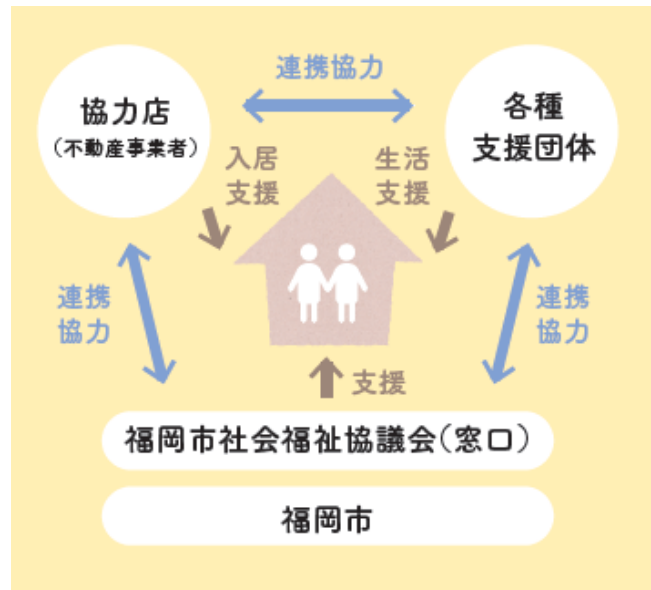 連携協力
協力店
(不動産事業者)
各種
支援団体
入居
支援
生活
支援
連携
協力
連携
協力
支援
福岡市社会福祉協議会(窓口)
福岡市